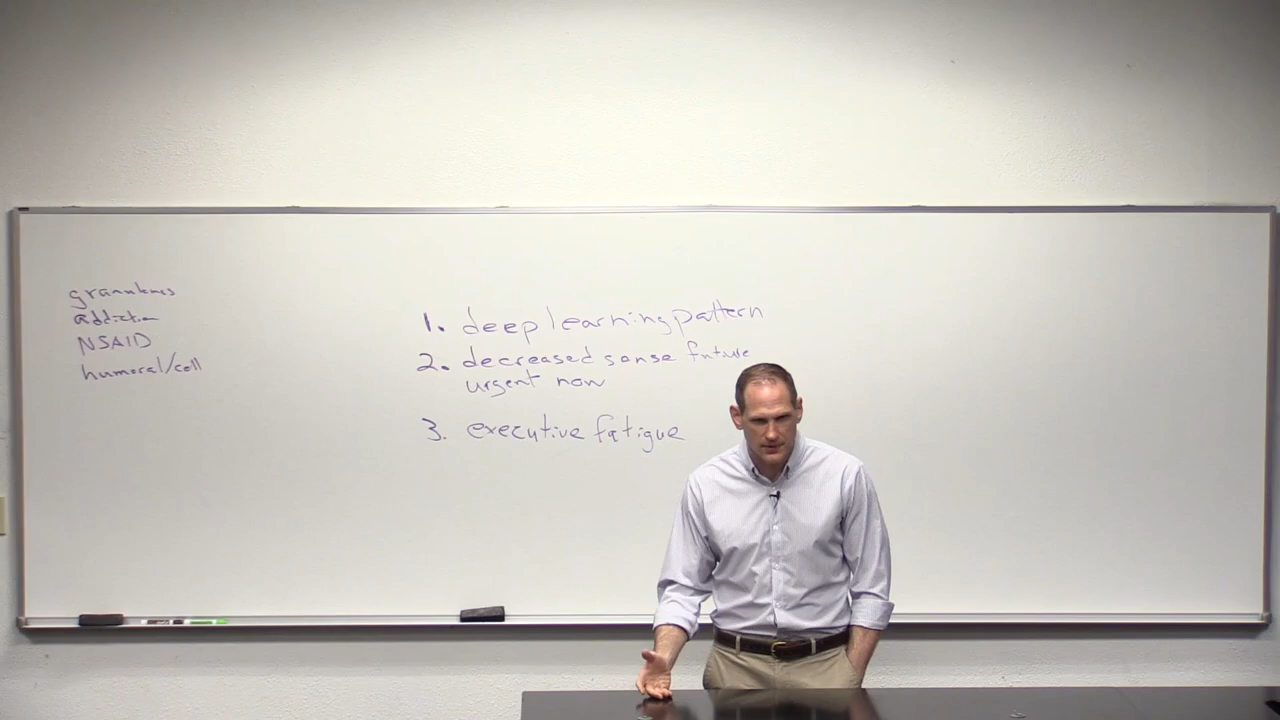 granulomas
addiction
NSAID
humoral/cell
1. deep learning pattern
2. decreased sense future
urgent now
3. executive fatigue